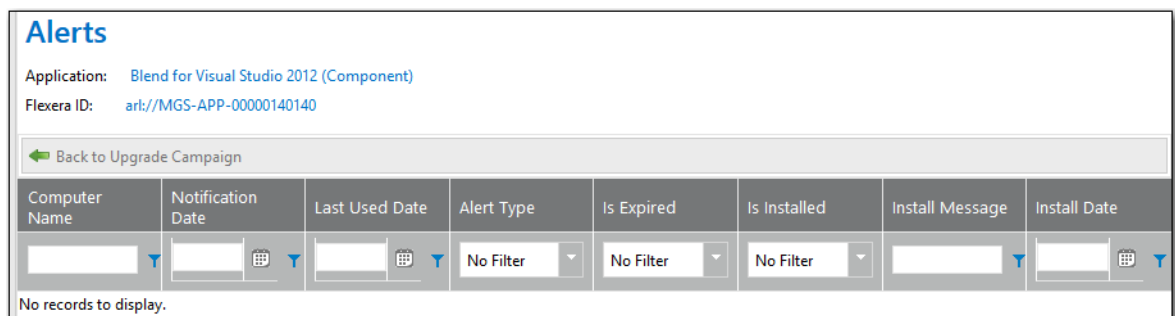 Alerts
Application: Blend for Visual Studio 2012 (Component)
Flexera ID: arl://MGS-APP-00000140140
Back to Upgrade Campaign
Computer Name
Notification Date
Last Used Date
Alert Type
Is Expired
Is Installed
Install Message
Install Date
No Filter
No Filter
No Filter
No records to display.